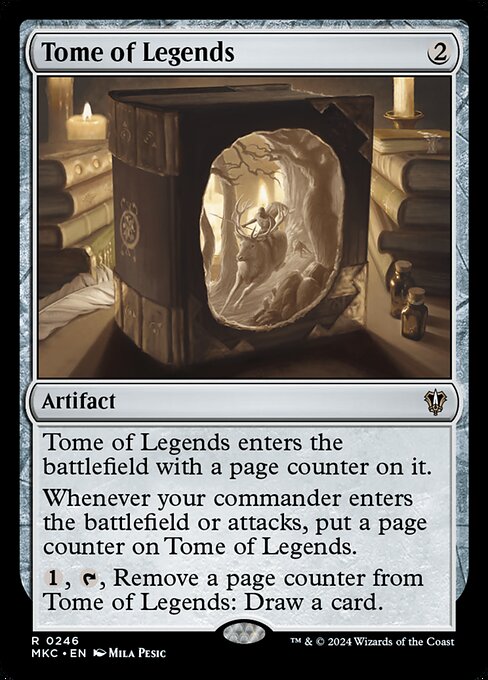 Tome of Legends 2
Artifact
Tome of Legends enters the
battlefield with a page counter on it.
Whenever your commander enters
the battlefield or attacks, put a page
counter on Tome of Legends.
1, , Remove a page counter from
Tome of Legends: Draw a card.
R 0246
MKC • EN Mila Pesic
™ & © 2024 Wizards of the Coast